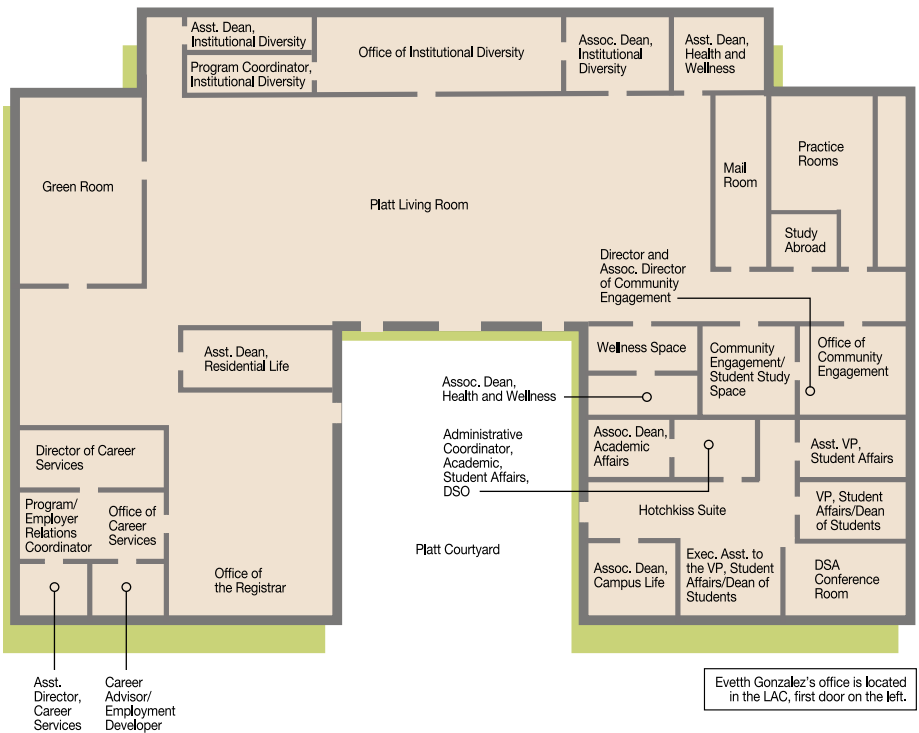 Asst. Dean,
Institutional Diversity
Program Coordinator,
Institutional Diversity
Office of Institutional Diversity
Assoc. Dean,
Institutional
Diversity
Asst. Dean,
Health and
Wellness
Green Room
Platt Living Room
Mail
Room
Practice
Rooms
Study
Abroad
Director and
Assoc. Director
of Community
Engagement
Asst. Dean,
Residential Life
Wellness Space
Community
Engagement/
Student Study
Space
Office of
Community
Engagement
Assoc. Dean,
Health and Wellness
Administrative
Coordinator,
Academic,
Student Affairs,
DSO
Assoc. Dean,
Academic
Affairs
Asst. VP,
Student Affairs
Director of Career
Services
Program/
Employer
Relations
Coordinator
Office of
Career
Services
Hotchkiss Suite
VP, Student
Affairs/Dean
of Students
Platt Courtyard
Office of
the Registrar
Assoc. Dean,
Campus Life
Exec. Asst. to
the VP, Student
Affairs/Dean of
Students
DSA
Conference
Room
Asst.
Director,
Career
Services
Career
Advisor/
Employment
Developer
Evetth Gonzalez's office is located
in the LAC, first door on the left.